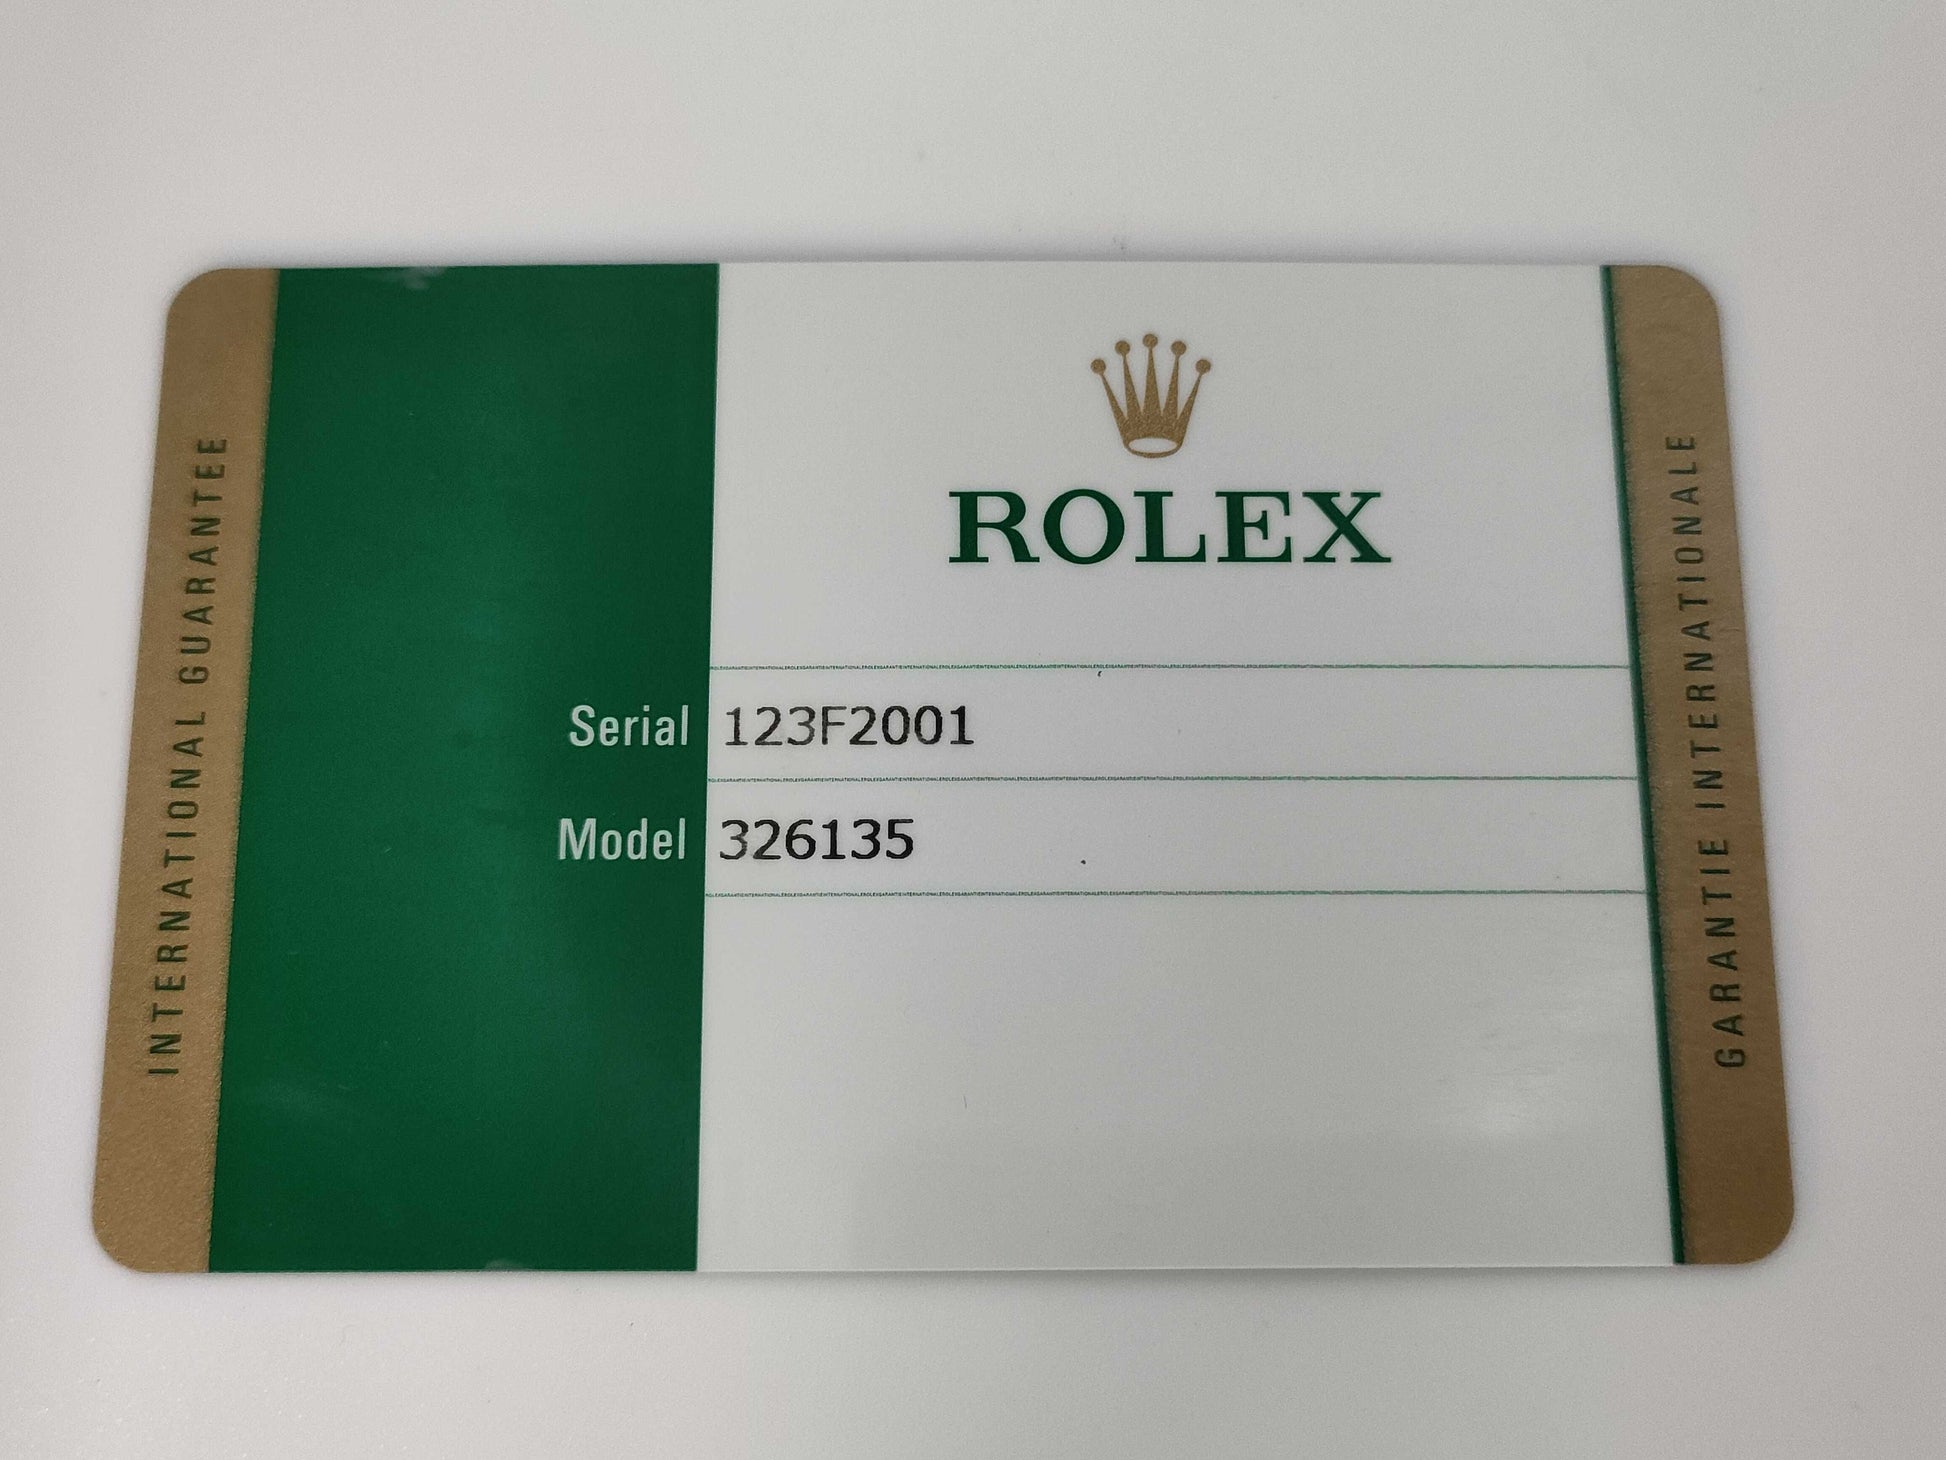 INTERNATIONAL GUARANTEE
ROLEX
Serial 123F2001
Model 326135
GARANTIE INTERNATIONALE